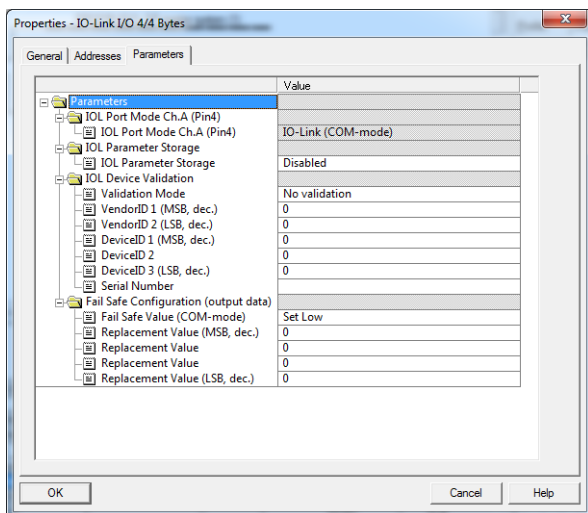 Properties - IO-Link I/O 4/4 Bytes
General Addresses Parameters
Value
Parameters
IOL Port Mode Ch.A (Pin4)
IOL Port Mode Ch.A (Pin4) IO-Link (COM-mode)
IOL Parameter Storage
IOL Parameter Storage Disabled
IOL Device Validation
Validation Mode No validation
VendorID 1 (MSB, dec.) 0
VendorID 2 (LSB, dec.) 0
DeviceID 1 (MSB, dec.) 0
DeviceID 2 0
DeviceID 3 (LSB, dec.) 0
Serial Number
Fail Safe Configuration (output data)
Fail Safe Value (COM-mode) Set Low
Replacement Value (MSB, dec.) 0
Replacement Value 0
Replacement Value 0
Replacement Value (LSB, dec.) 0
OK Cancel Help